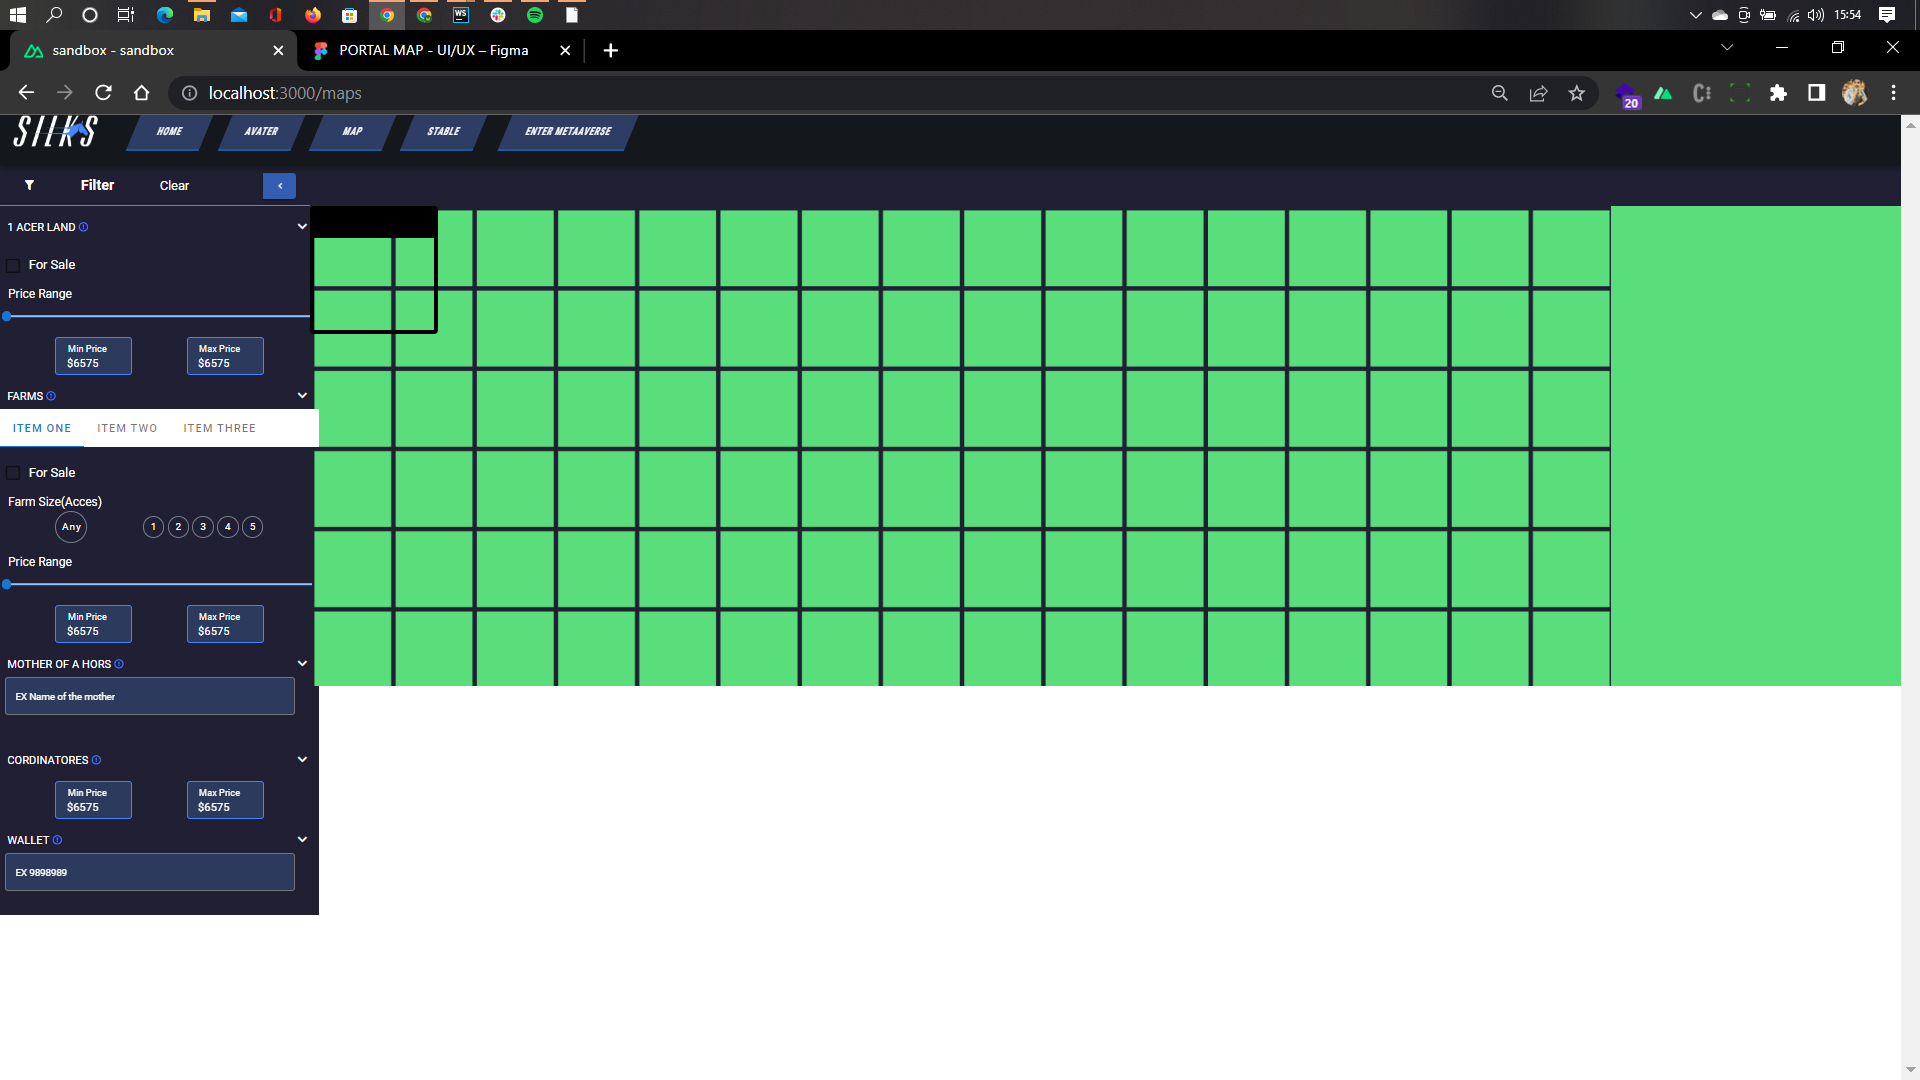 15:54
sandbox - sandbox
PORTAL MAP - UI/UX – Figma
localhost:3000/maps
20
SILKS
HOME
AVATER
MAP
STABLE
ENTER METAAVERSE
Filter
Clear
1 ACER LAND
For Sale
Price Range
Min Price
$6575
Max Price
$6575
FARMS
ITEM ONE
ITEM TWO
ITEM THREE
For Sale
Farm Size(Acces)
Any
1
2
3
4
5
Price Range
Min Price
$6575
Max Price
$6575
MOTHER OF A HORS
EX Name of the mother
CORDINATORES
Min Price
$6575
Max Price
$6575
WALLET
EX 9898989